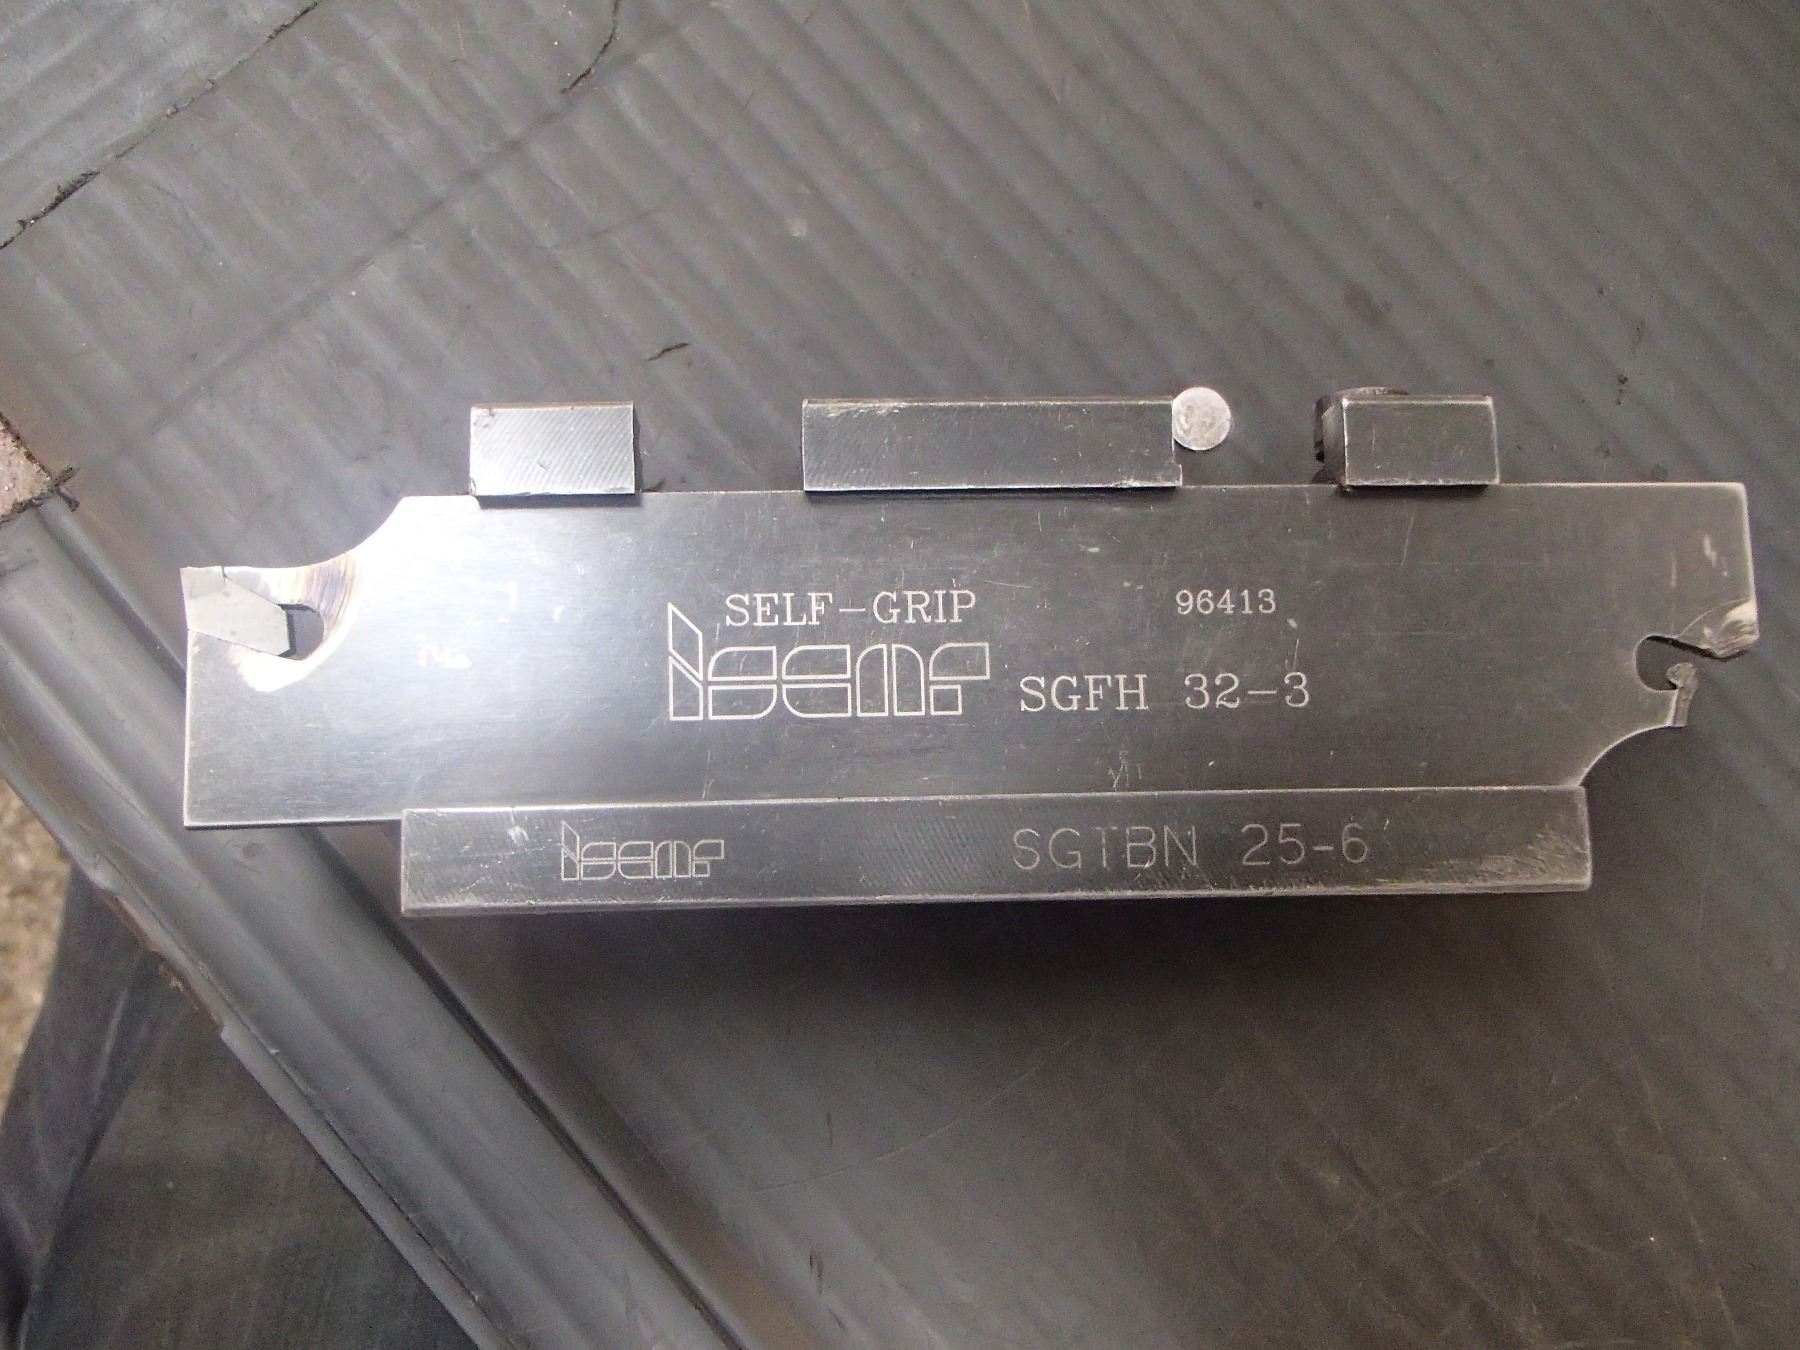 SELF-GRIP 96413
iscar SGFH 32-3
iscar SGTBN 25-6